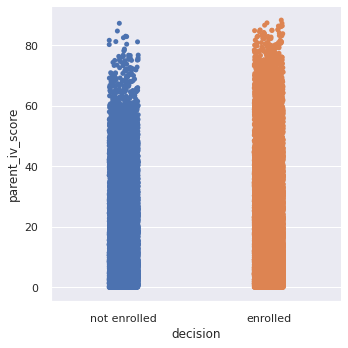 80
60
40
20
0
parent_iv_score
not enrolled
enrolled
decision